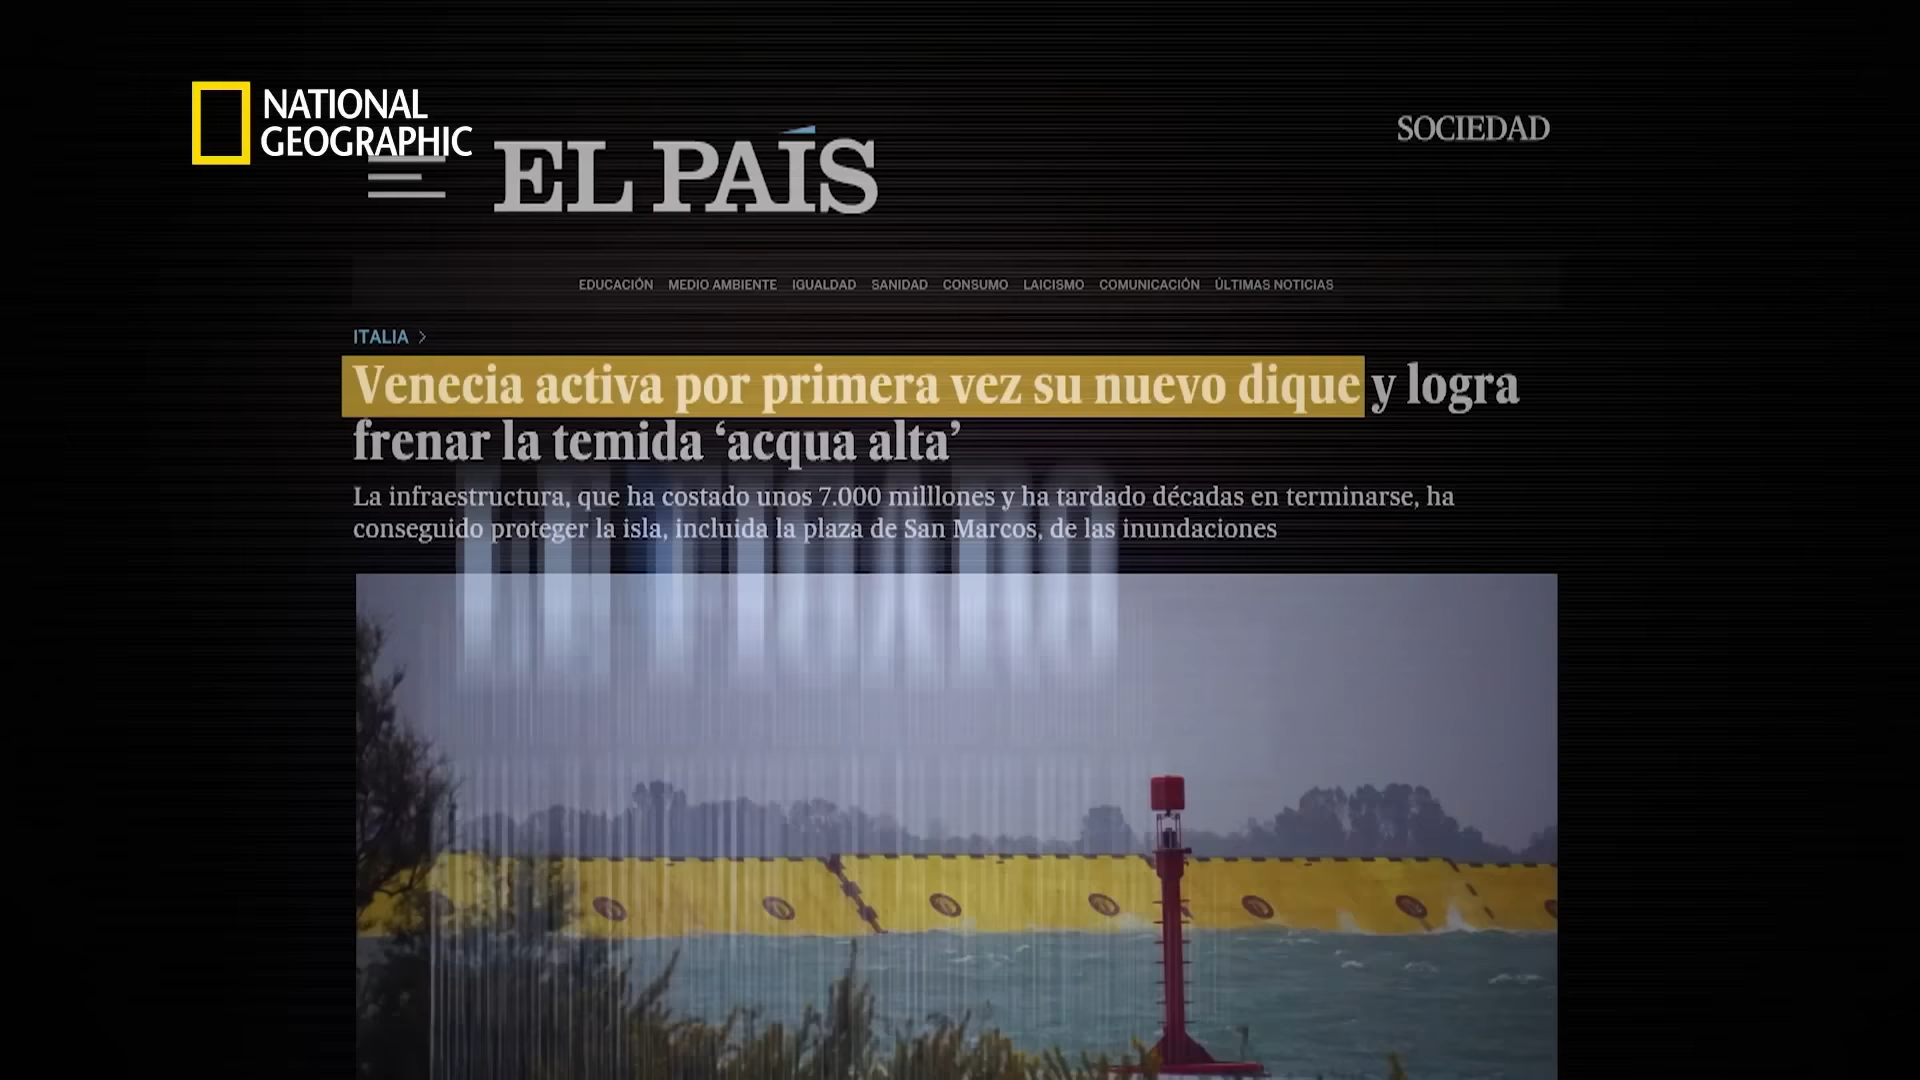 NATIONAL
GEOGRAPHIC
EL PAÍS
SOCIEDAD
EDUCACIÓN MEDIO AMBIENTE IGUALDAD SANIDAD CONSUMO LAICISMO COMUNICACIÓN ÚLTIMAS NOTICIAS
ITALIA >
Venecia activa por primera vez su nuevo dique y logra
frenar la temida ‘acqua alta’
La infraestructura, que ha costado unos 7.000 milllones y ha tardado décadas en terminarse, ha
conseguido proteger la isla, incluida la plaza de San Marcos, de las inundaciones